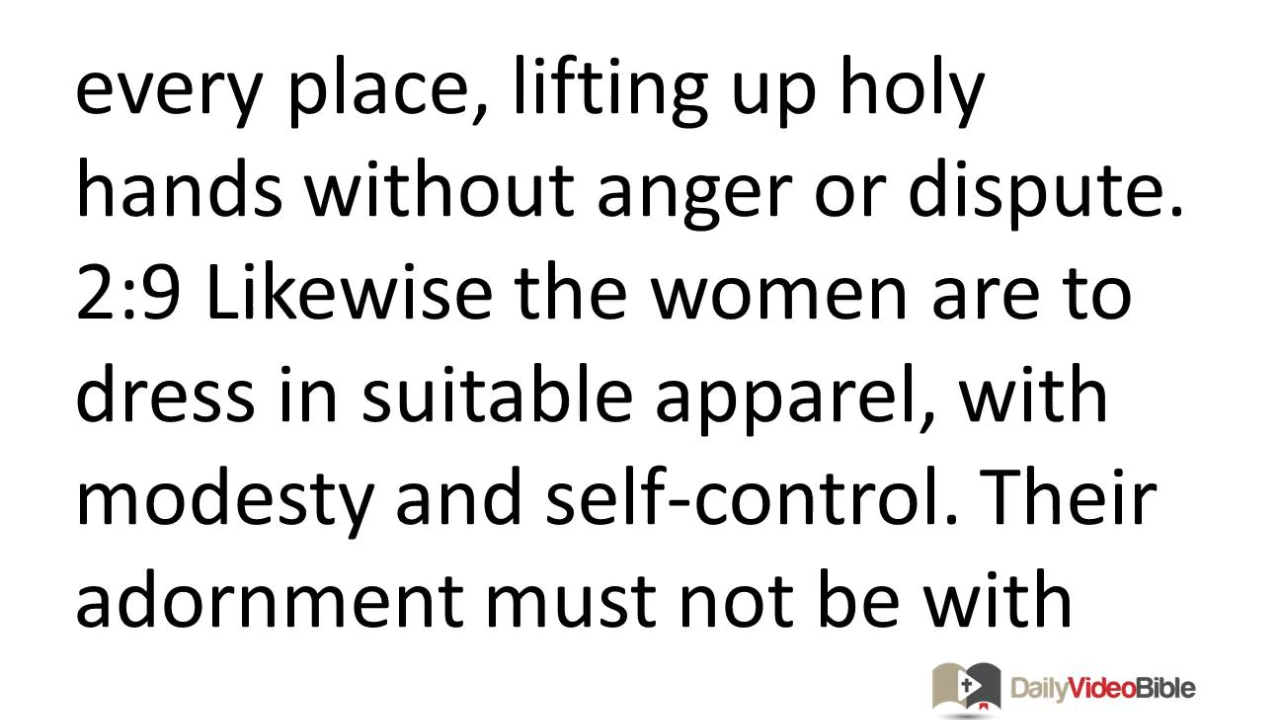 every place, lifting up holy
hands without anger or dispute.
2:9 Likewise the women are to
dress in suitable apparel, with
modesty and self-control. Their
adornment must not be with
DailyVideoBible